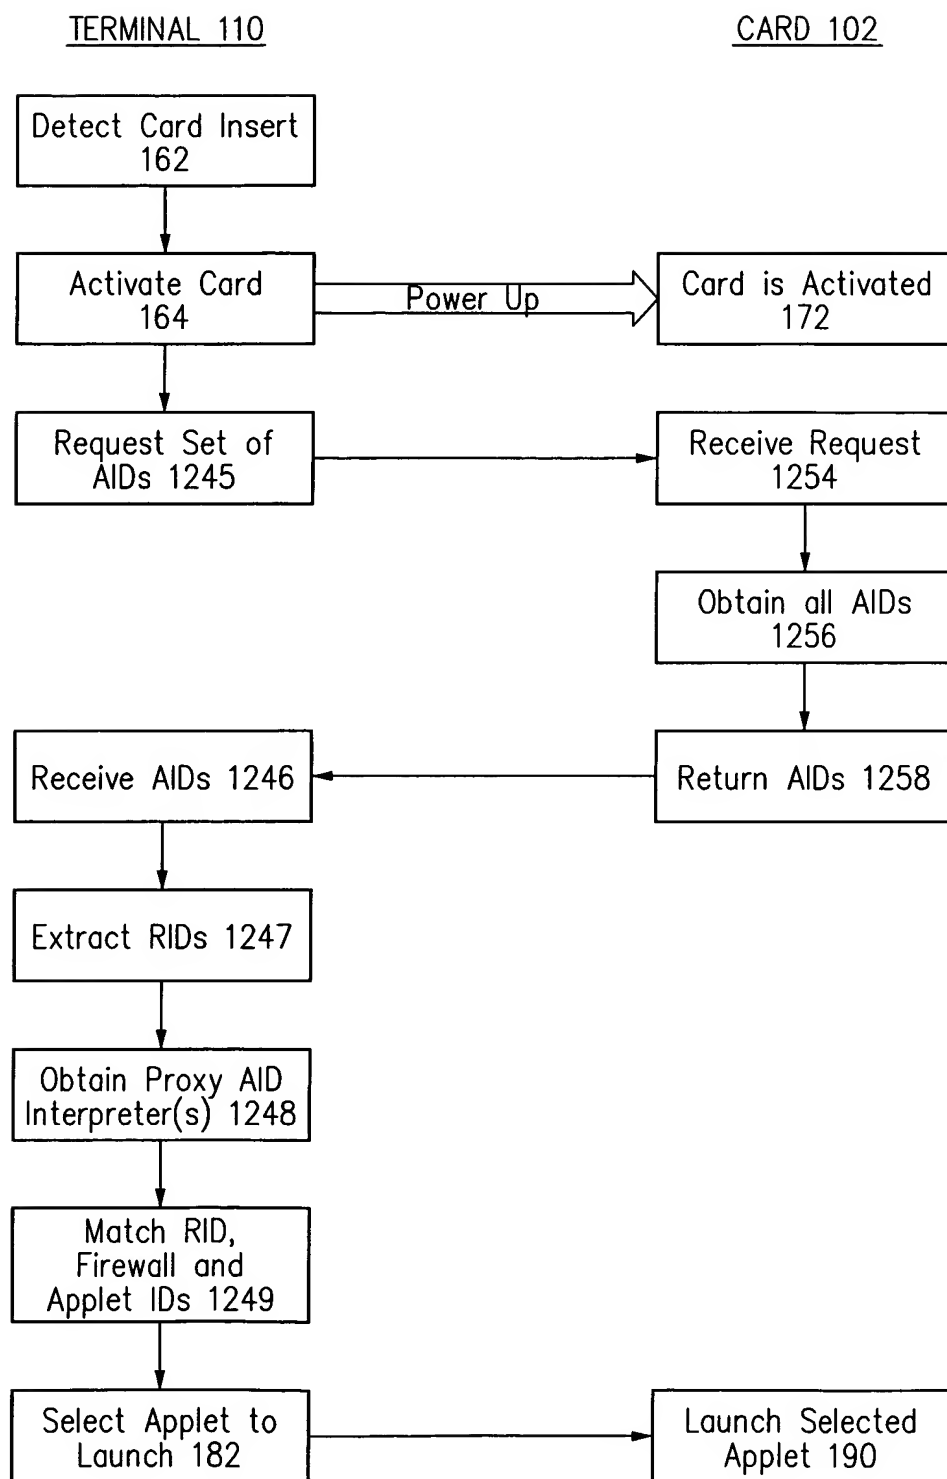 TERMINAL 110
CARD 102
Detect Card Insert
162
Activate Card
164
Power Up
Card is Activated
172
Request Set of
AIDs 1245
Receive Request
1254
Obtain all AIDs
1256
Receive AIDs 1246
Return AIDs 1258
Extract RIDs 1247
Obtain Proxy AID
Interpreter(s) 1248
Match RID,
Firewall and
Applet IDs 1249
Select Applet to
Launch 182
Launch Selected
Applet 190